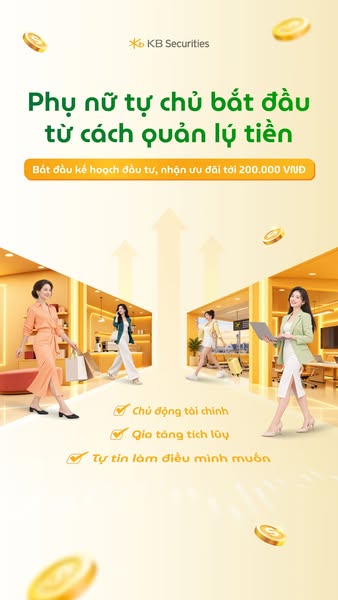 KB Securities
Phụ nữ tự chủ bắt đầu
từ cách quản lý tiền
Bắt đầu kế hoạch đầu tư, nhận ưu đãi tới 200.000 VNĐ
Chủ động tài chính
Gia tăng tích lũy
Tự tin làm điều mình muốn